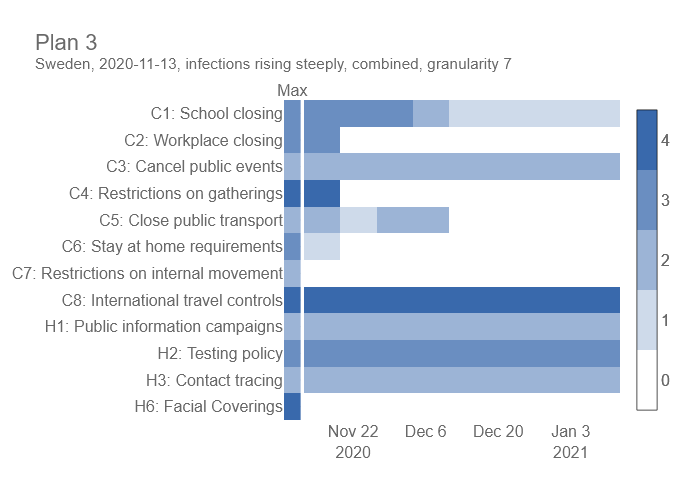 Plan 3
Sweden, 2020-11-13, infections rising steeply, combined, granularity 7
Max
C1: School closing
C2: Workplace closing
C3: Cancel public events
C4: Restrictions on gatherings
C5: Close public transport
C6: Stay at home requirements
C7: Restrictions on internal movement
C8: International travel controls
H1: Public information campaigns
H2: Testing policy
H3: Contact tracing
H6: Facial Coverings
4
3
2
1
0
Nov 22 Dec 6 Dec 20 Jan 3
2020 2021